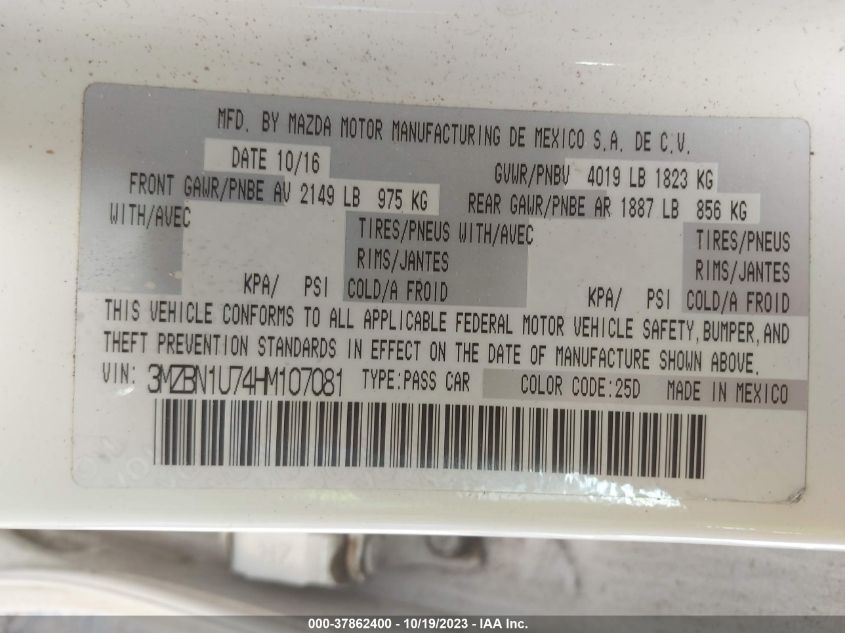 MFD. BY MAZDA MOTOR MANUFACTURING DE MEXICO S.A. DE C.V.
DATE 10/16 GVWR/PNBV 4019 LB 1823 KG
FRONT GAWR/PNBE AV 2149 LB 975 KG REAR GAWR/PNBE AR 1887 LB 856 KG
WITH/AVEC TIRES/PNEUS WITH/AVEC TIRES/PNEUS
RIMS/JANTES RIMS/JANTES
KPA/ PSI COLD/A FROID KPA/ PSI COLD/A FROID
THIS VEHICLE CONFORMS TO ALL APPLICABLE FEDERAL MOTOR VEHICLE SAFETY, BUMPER, AND
THEFT PREVENTION STANDARDS IN EFFECT ON THE DATE OF MANUFACTURE SHOWN ABOVE.
VIN: 3MZBN1U74HM107081 TYPE:PASS CAR COLOR CODE:25D MADE IN MEXICO
000-37862400 - 10/19/2023 - IAA Inc.